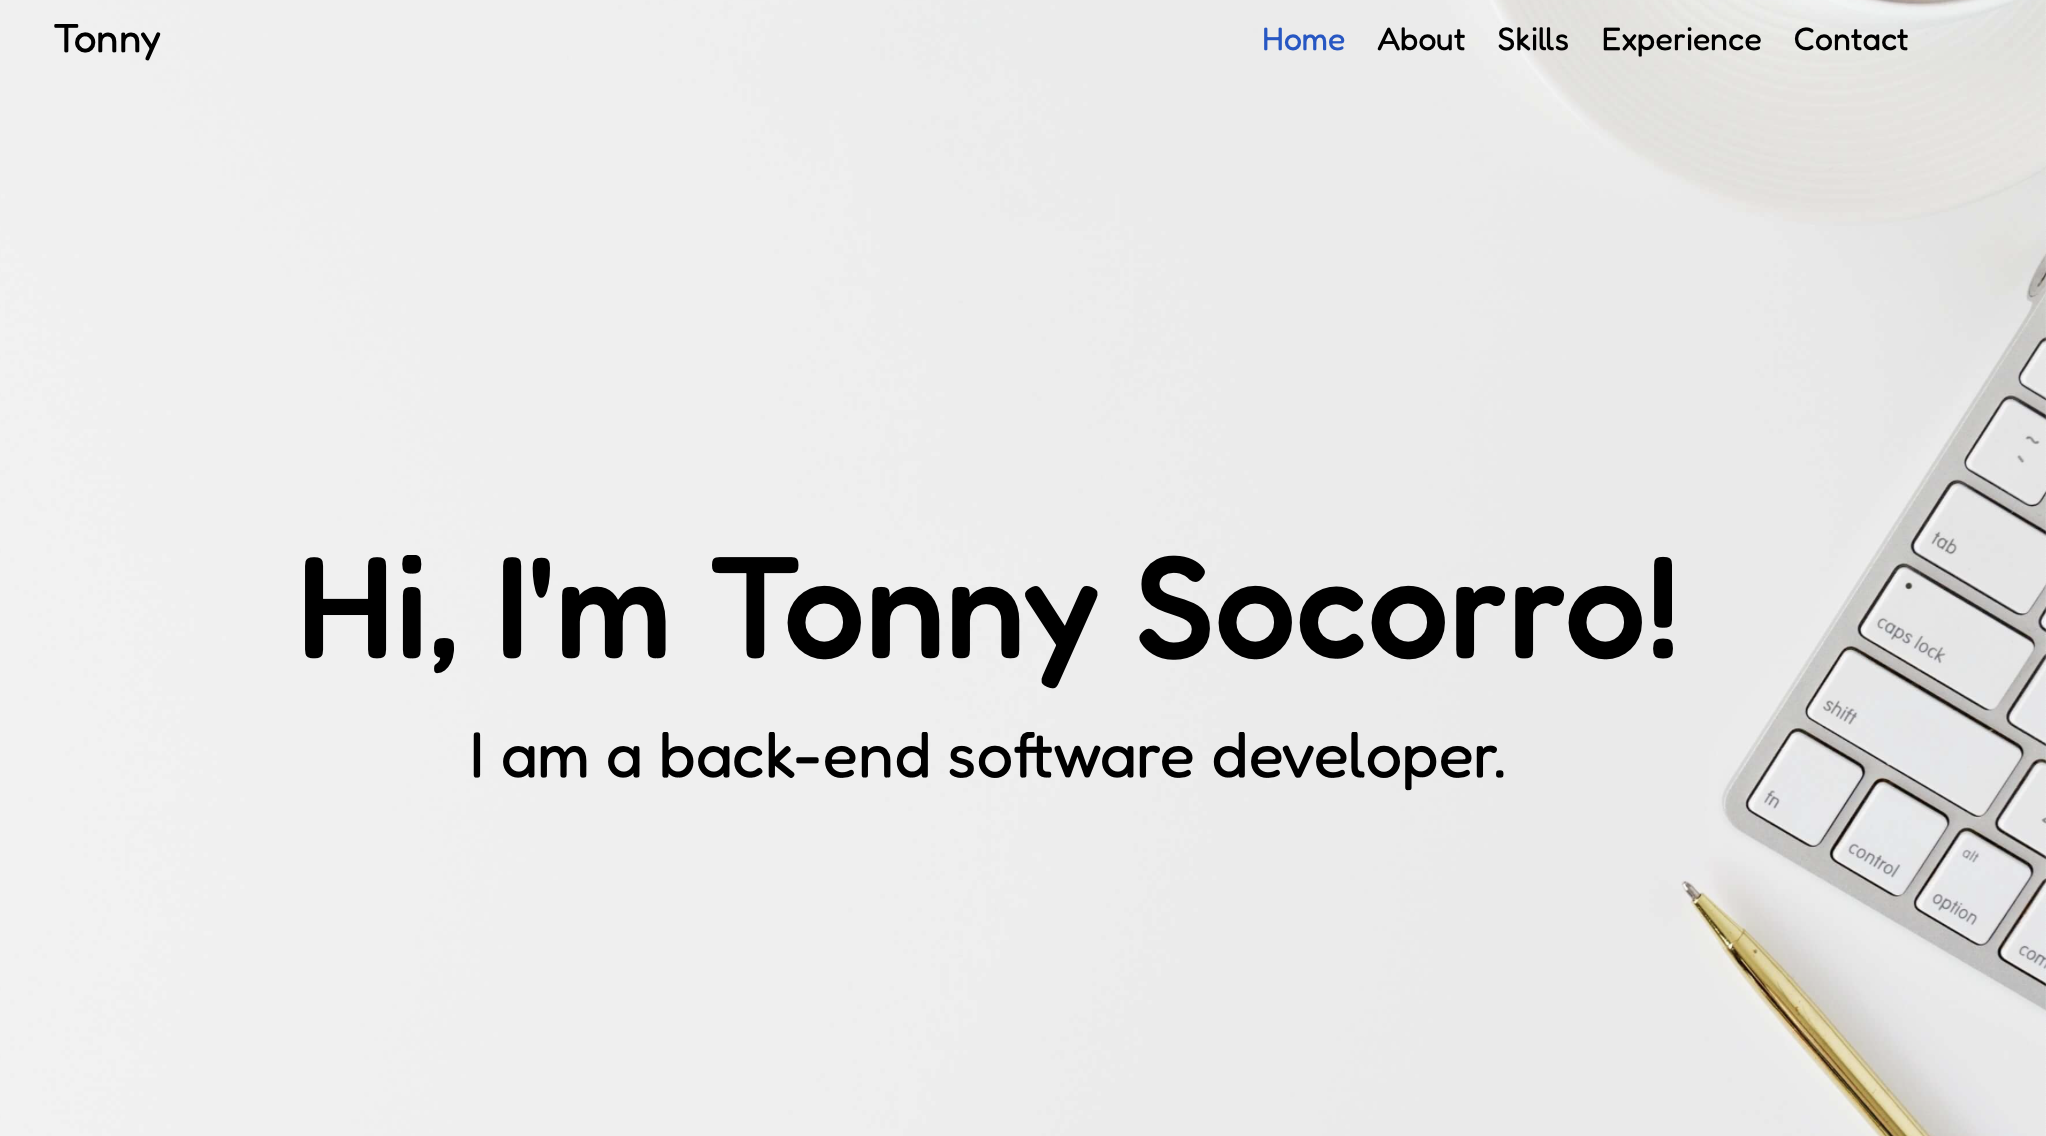 Tonny
Home About Skills Experience Contact
Hi, I'm Tonny Socorro!
I am a back-end software developer.
~
`
tab
caps lock
shift
fn
control
alt
option